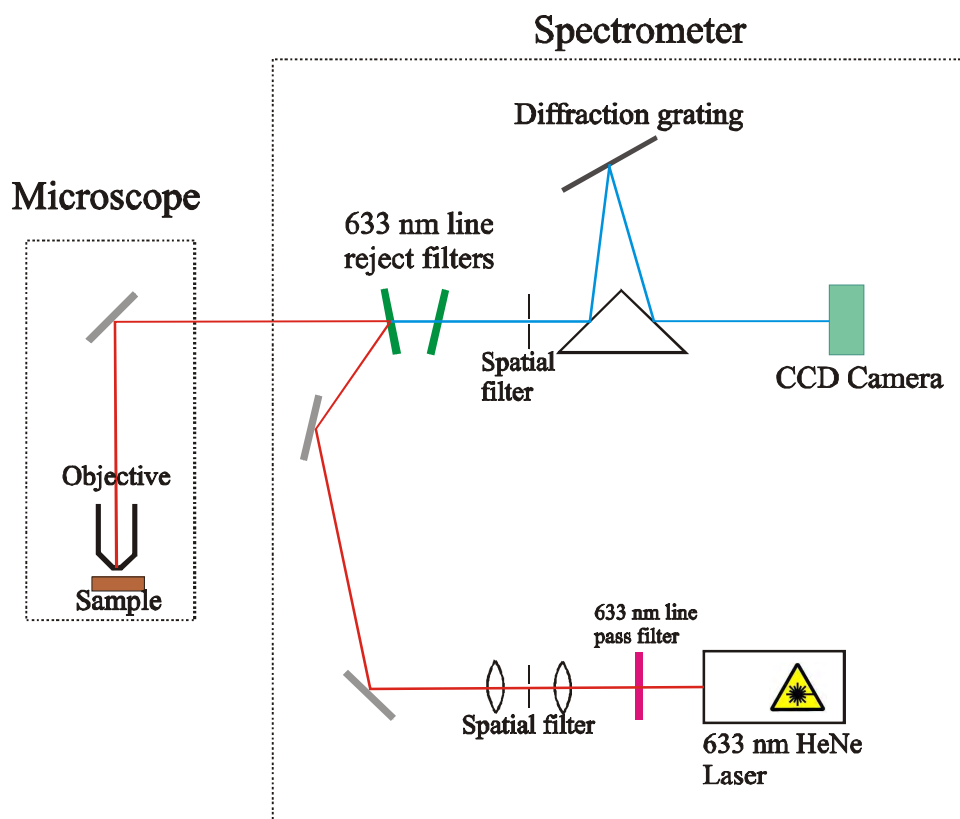 Spectrometer
Diffraction grating
Microscope
633 nm line
reject filters
Spatial
filter
CCD Camera
Objective
Sample
633 nm line
pass filter
Spatial filter
633 nm HeNe
Laser